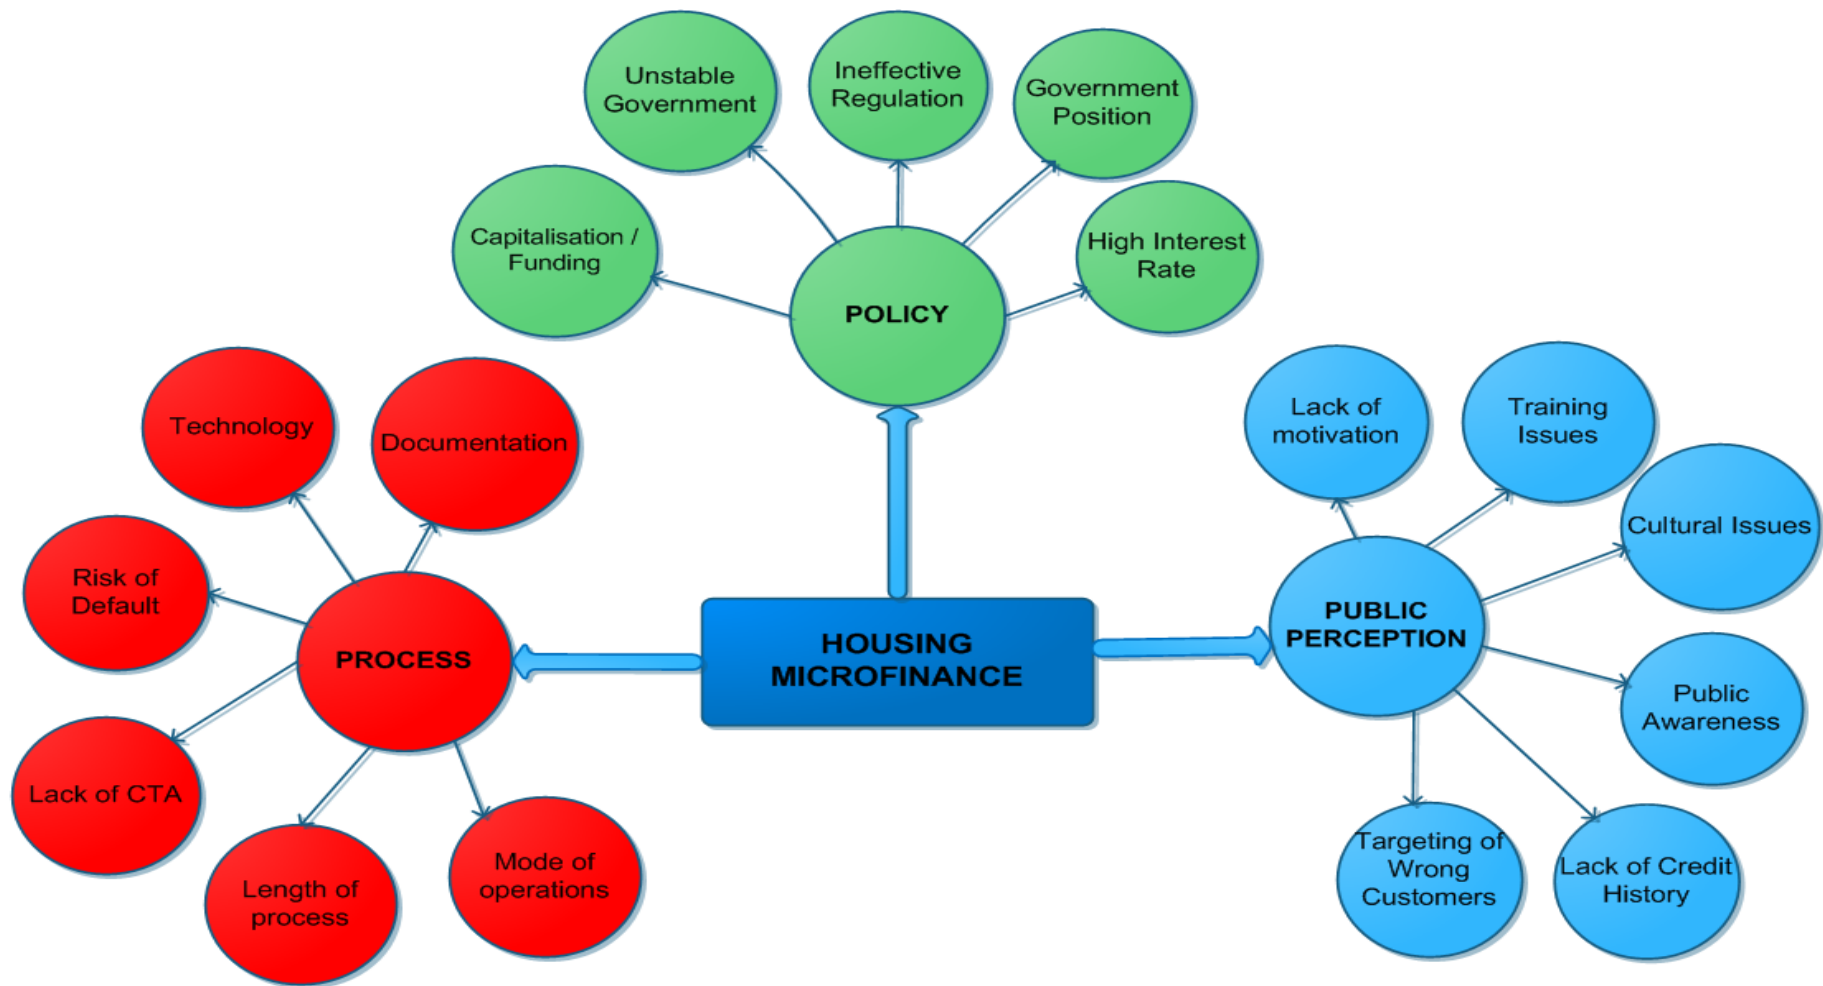 Unstable
Government
Ineffective
Regulation
Government
Position
Capitalisation /
Funding
High Interest
Rate
POLICY
Technology
Documentation
Risk of
Default
PROCESS
Lack of CTA
Length of
process
Mode of
operations
HOUSING
MICROFINANCE
Lack of
motivation
Training
Issues
Cultural Issues
PUBLIC
PERCEPTION
Public
Awareness
Targeting of
Wrong
Customers
Lack of Credit
History